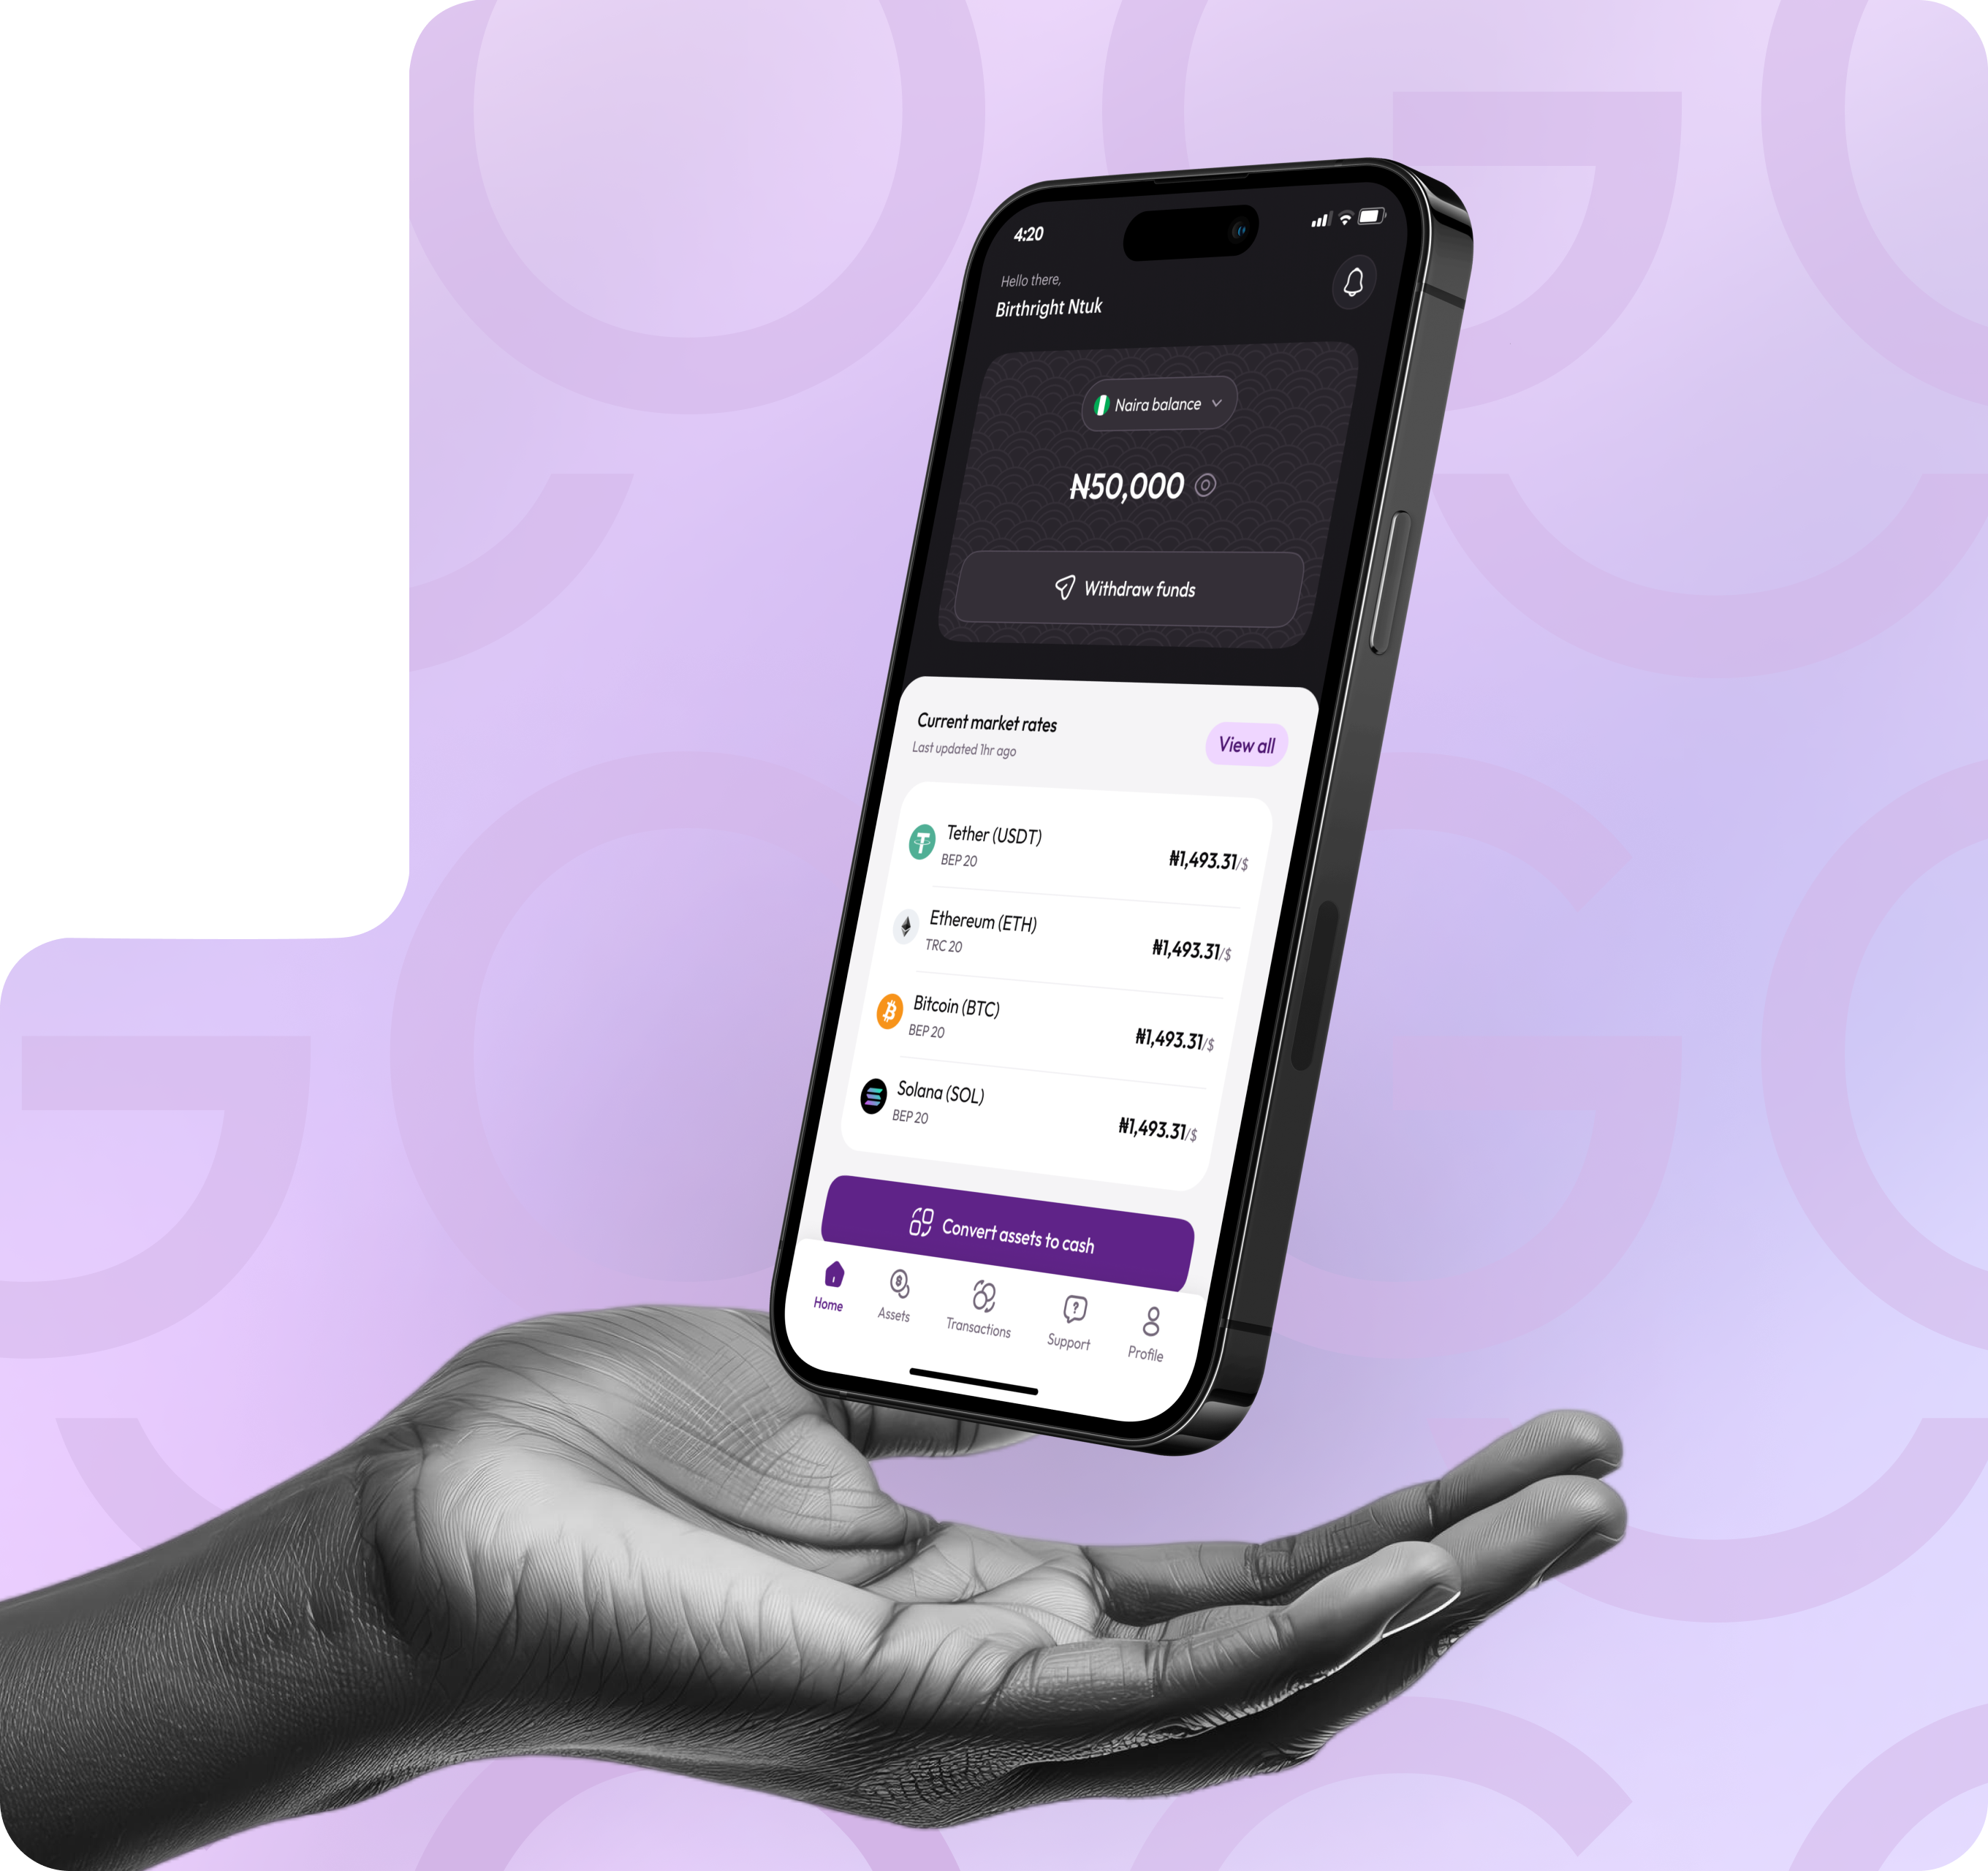 4:20
Hello there,
Birthright Ntuk
Naira balance
₦50,000
Withdraw funds
Current market rates
View all
Last updated 1hr ago
Tether (USDT)
BEP 20
₦1,493.31/$
Ethereum (ETH)
TRC 20
₦1,493.31/$
Bitcoin (BTC)
BEP 20
₦1,493.31/$
Solana (SOL)
BEP 20
₦1,493.31/$
Convert assets to cash
Home
Assets
Transactions
Support
Profile